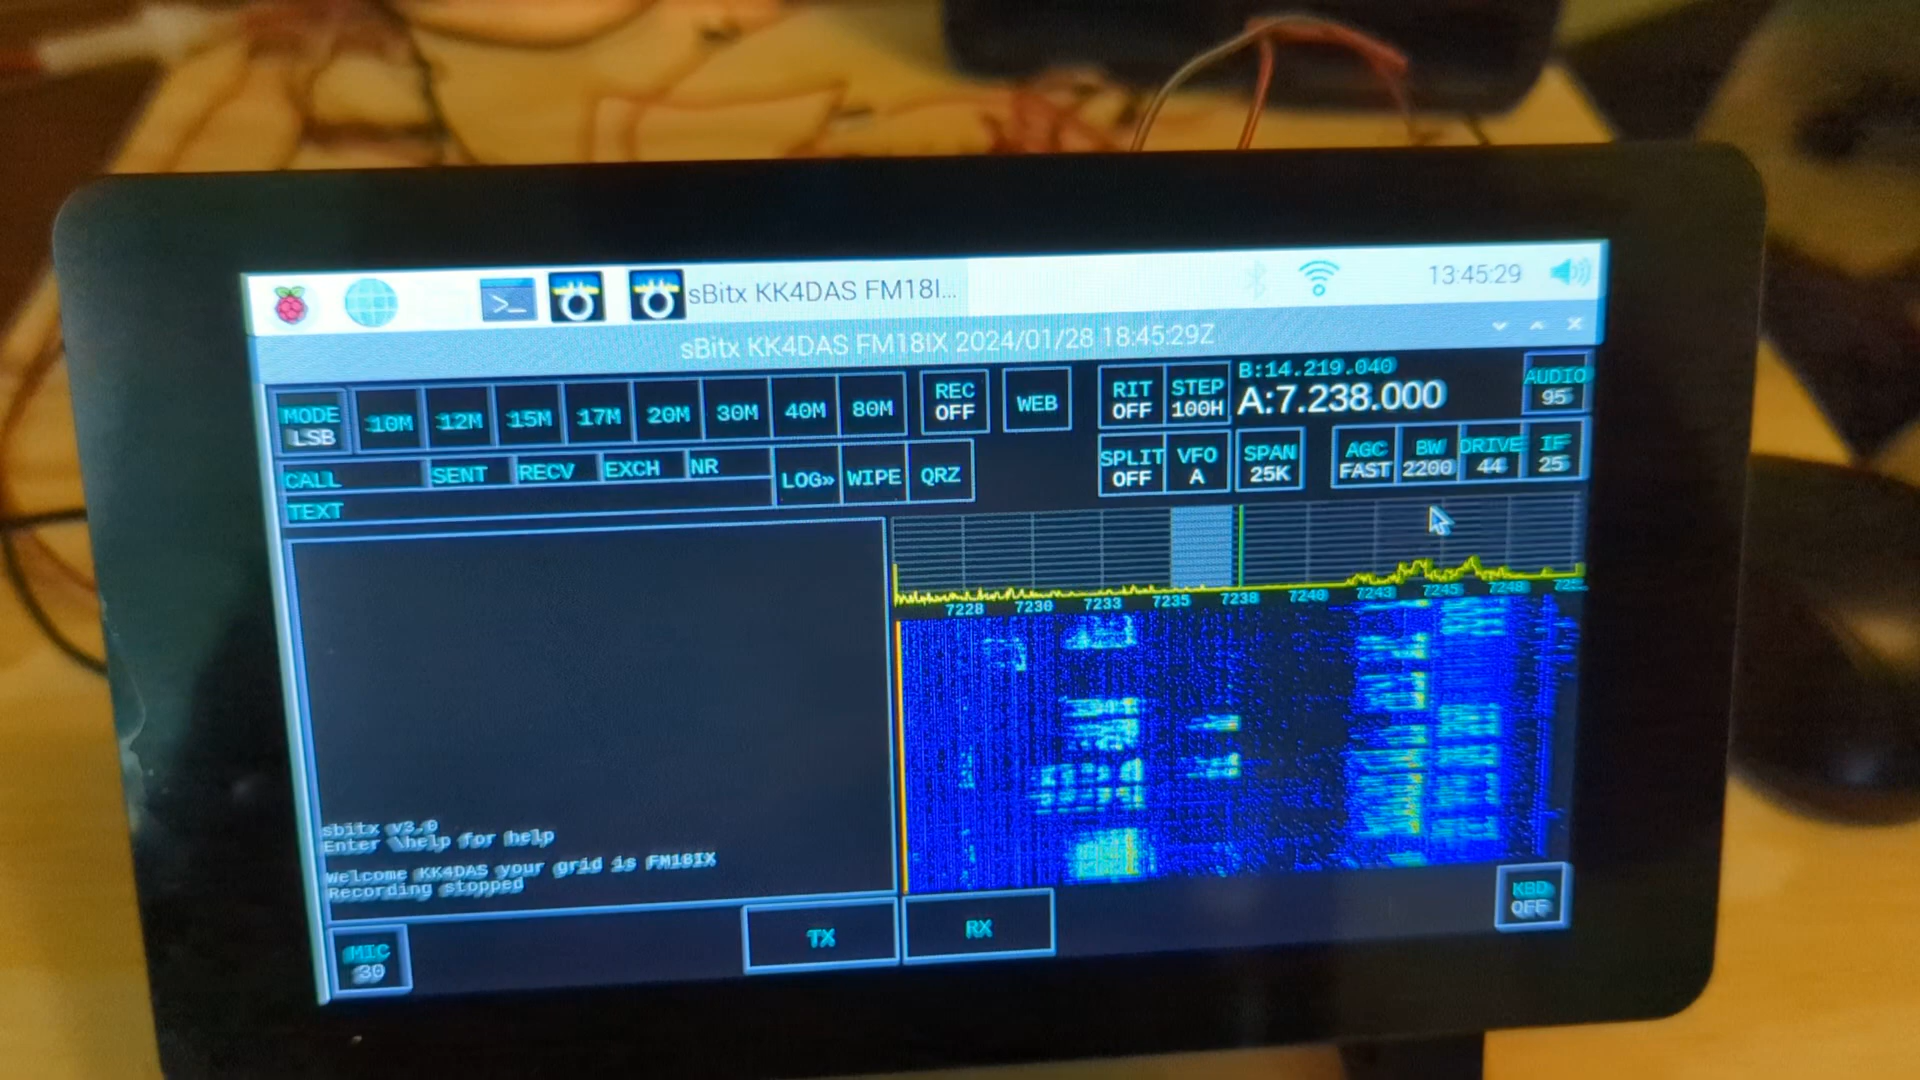 sBitx KK4DAS FM18I... 13:45:29
sBitx KK4DAS FM18IX 2024/01/28 18:45:29Z
MODE LSB 10M 12M 15M 17M 20M 30M 40M 80M REC OFF WEB RIT OFF STEP 100H B:14.219.040 A:7.238.000 AUDIO 95
CALL SENT RECV EXCH NR LOG» WIPE QRZ SPLIT OFF VFO A SPAN 25K AGC FAST BW 2200 DRIVE 44 IF 25
TEXT
7228 7230 7233 7235 7238 7240 7243 7245 7248
sbitx v3.0
Enter \help for help
Welcome KK4DAS your grid is FM18IX
Recording stopped
MIC 30 TX RX KBD OFF